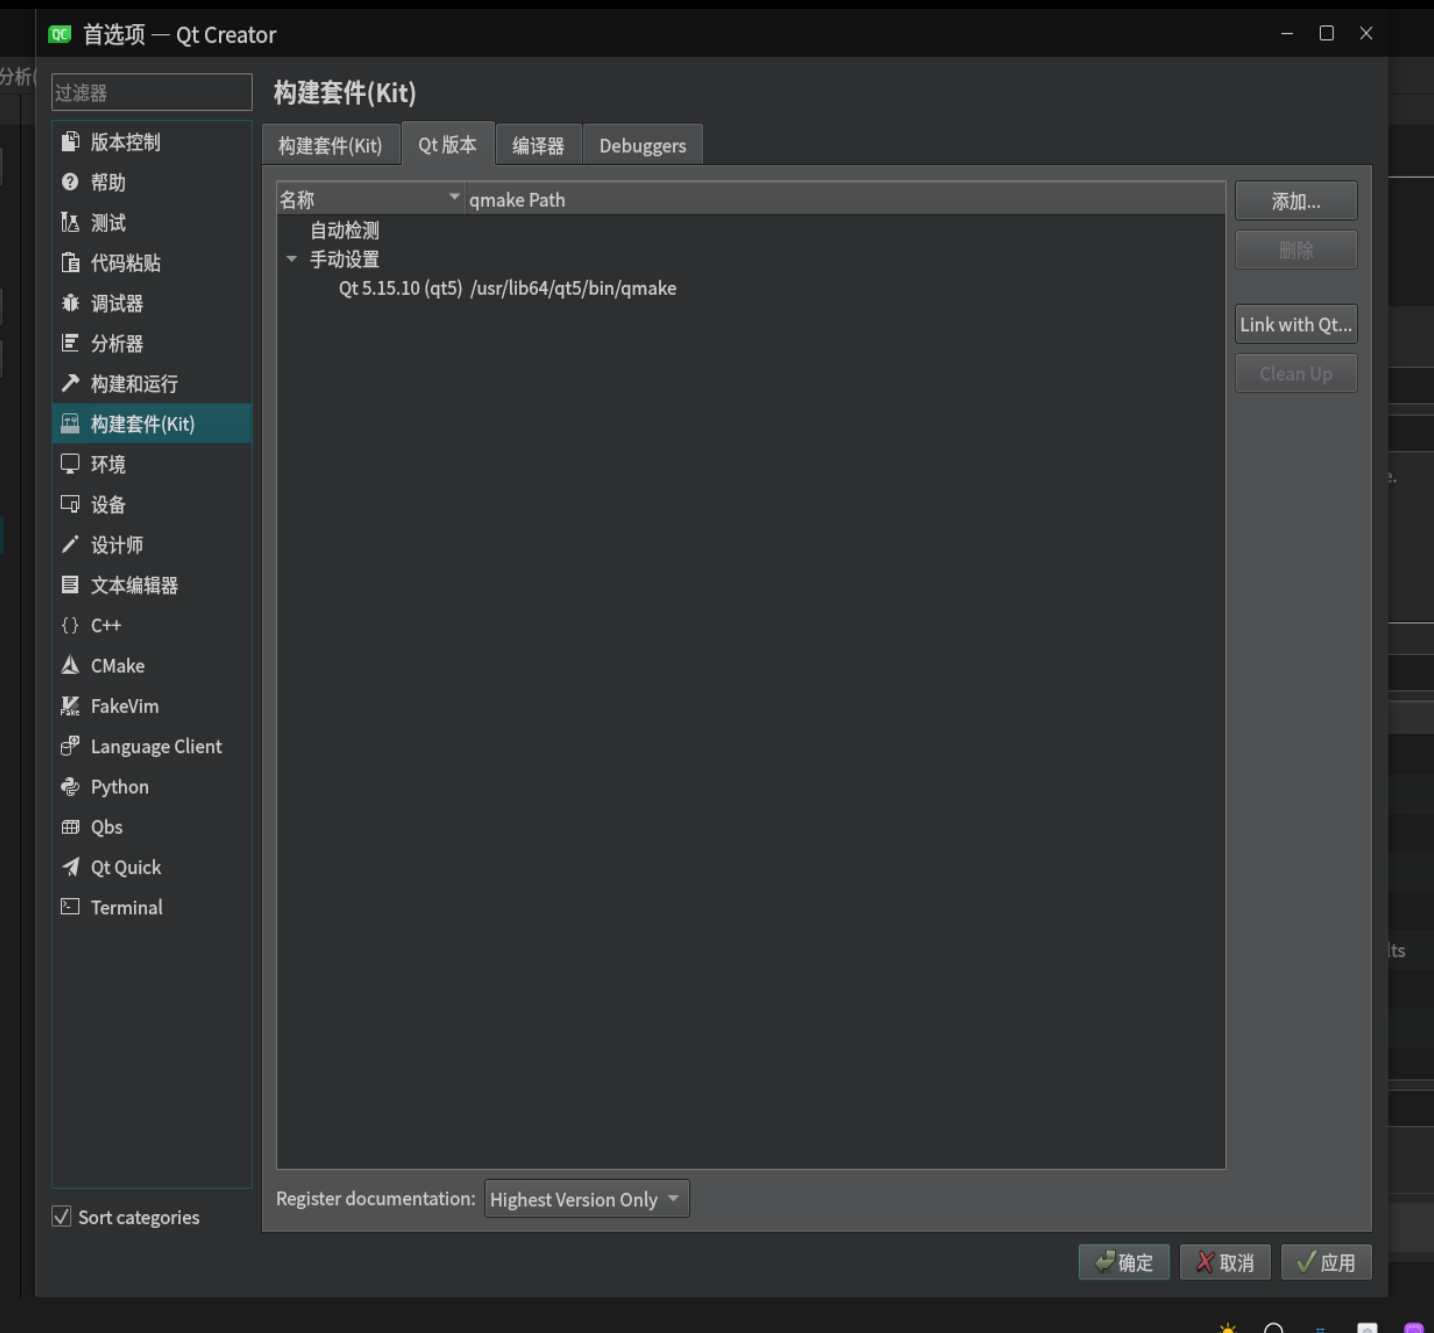 QC 首选项 — Qt Creator
分析(
过滤器
版本控制
帮助
测试
代码粘贴
调试器
分析器
构建和运行
构建套件(Kit)
环境
设备
设计师
文本编辑器
C++
CMake
FakeVim
Language Client
Python
Qbs
Qt Quick
Terminal
Sort categories
构建套件(Kit)
构建套件(Kit) Qt 版本 编译器 Debuggers
名称 qmake Path
自动检测
手动设置
Qt 5.15.10 (qt5) /usr/lib64/qt5/bin/qmake
添加...
删除
Link with Qt...
Clean Up
Register documentation: Highest Version Only
确定 取消 应用
e.
lts